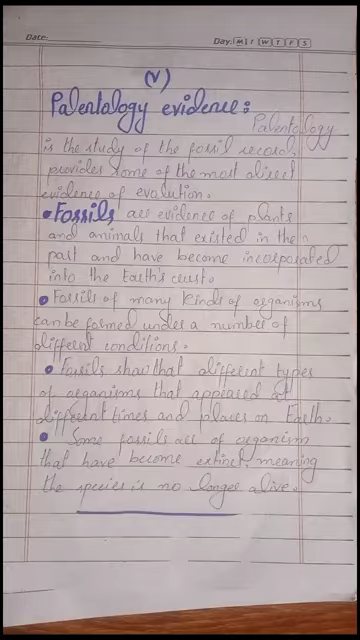 Date:
Day: M T W T F S
(V)
Palentology evidence:
Palentology
is the study of the fossil record,
provides some of the most direct
evidence of evolution.
• Fossils are evidence of plants
and animals that existed in the
past and have become incorporated
into the Earth's crust.
• Fossils of many kinds of organisms
can be formed under a number of
different conditions.
• Fossils show that different types
of organisms that appeared at
different times and places on Earth.
• Some fossils are of organism
that have become extinct, meaning
the species is no longer alive.